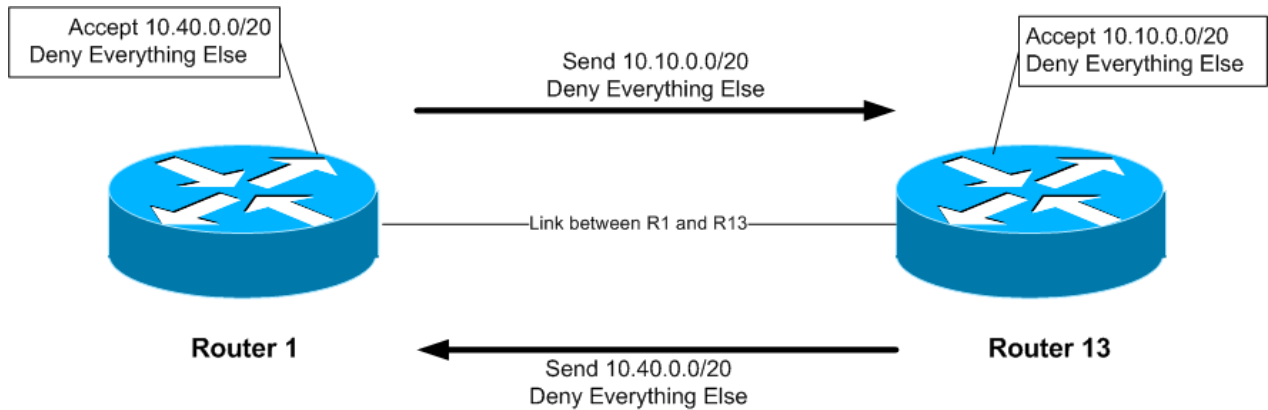 Accept 10.40.0.0/20
Deny Everything Else
Send 10.10.0.0/20
Deny Everything Else
Accept 10.10.0.0/20
Deny Everything Else
Link between R1 and R13
Router 1
Router 13
Send 10.40.0.0/20
Deny Everything Else